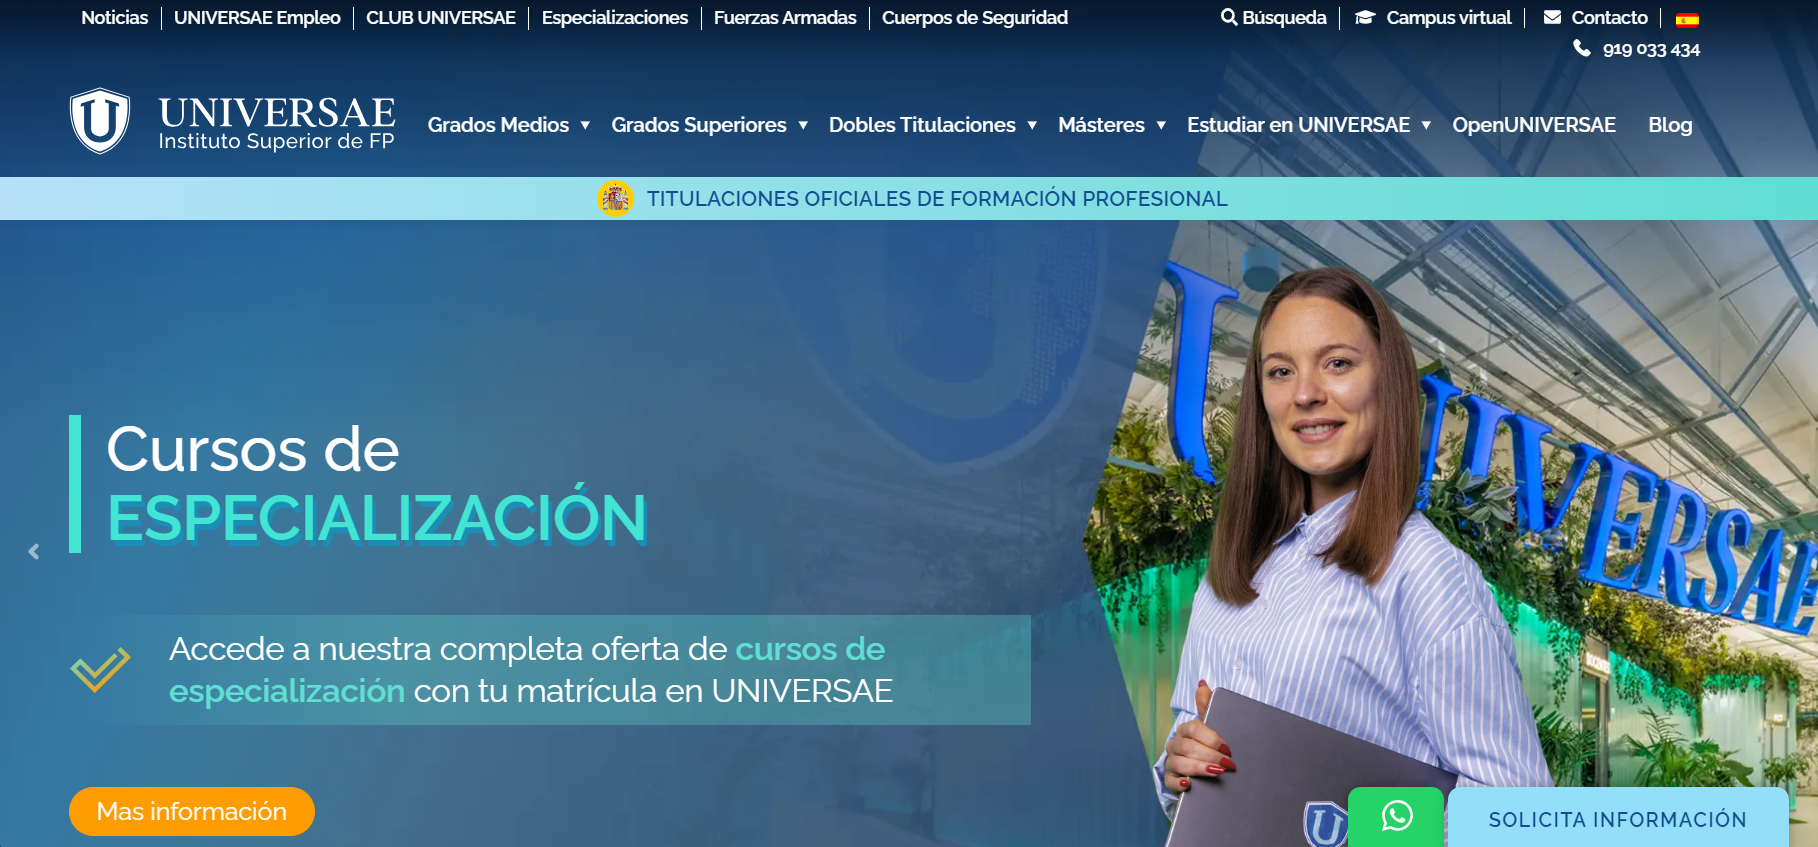 Noticias UNIVERSAE Empleo CLUB UNIVERSAE Especializaciones Fuerzas Armadas Cuerpos de Seguridad Búsqueda Campus virtual Contacto
919 033 434
UNIVERSAE
Instituto Superior de FP
Grados Medios Grados Superiores Dobles Titulaciones Másteres Estudiar en UNIVERSAE OpenUNIVERSAE Blog
TITULACIONES OFICIALES DE FORMACIÓN PROFESIONAL
UNIVERSAE
Cursos de
ESPECIALIZACIÓN
Accede a nuestra completa oferta de cursos de
especialización con tu matrícula en UNIVERSAE
Mas información
SOLICITA INFORMACIÓN